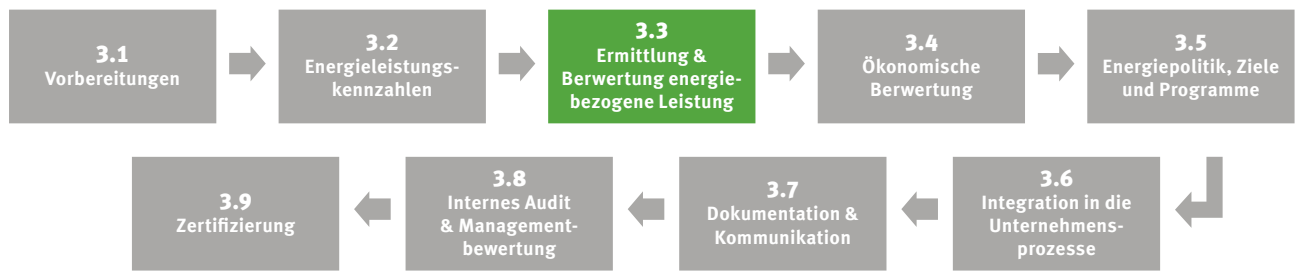 3.1
Vorbereitungen
3.2
Energieleistungs-
kennzahlen
3.3
Ermittlung &
Berwertung energie-
bezogene Leistung
3.4
Ökonomische
Berwertung
3.5
Energiepolitik, Ziele
und Programme
3.9
Zertifizierung
3.8
Internes Audit
& Management-
bewertung
3.7
Dokumentation &
Kommunikation
3.6
Integration in die
Unternehmens-
prozesse